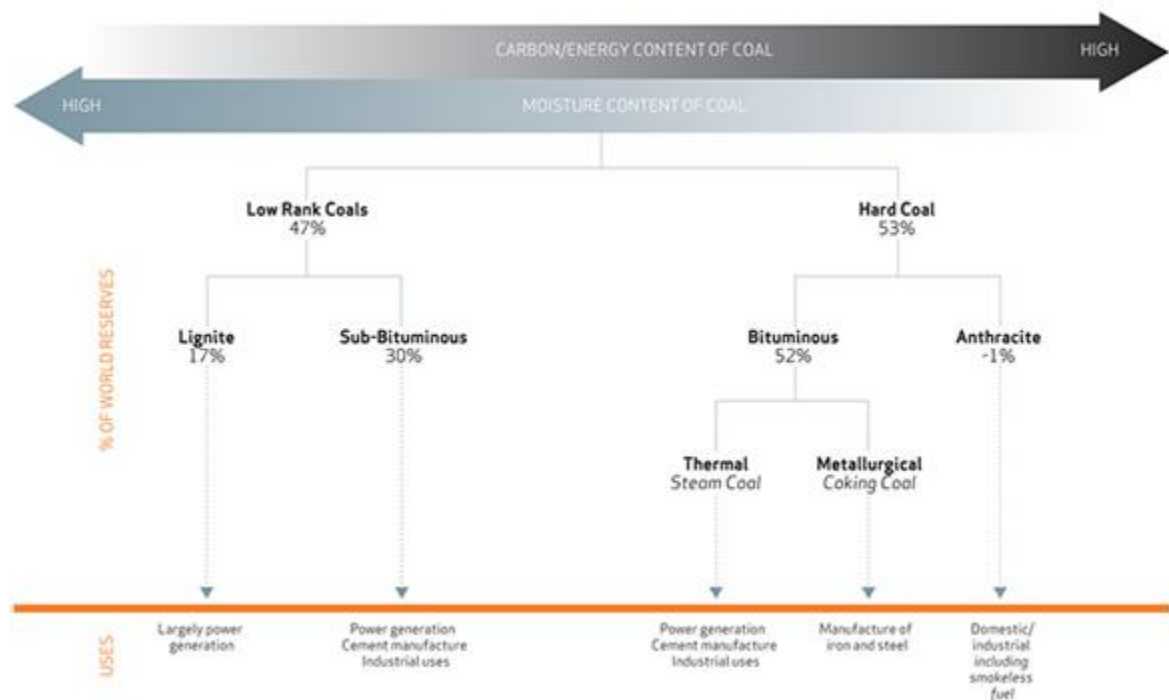 CARBON/ENERGY CONTENT OF COAL
HIGH
HIGH
MOISTURE CONTENT OF COAL
Low Rank Coals
47%
Hard Coal
53%
% OF WORLD RESERVES
Lignite
17%
Sub-Bituminous
30%
Bituminous
52%
Anthracite
-1%
Thermal
Steam Coal
Metallurgical
Coking Coal
USES
Largely power
generation
Power generation
Cement manufacture
Industrial uses
Power generation
Cement manufacture
Industrial uses
Manufacture of
iron and steel
Domestic/
industrial
including
smokeless
fuel